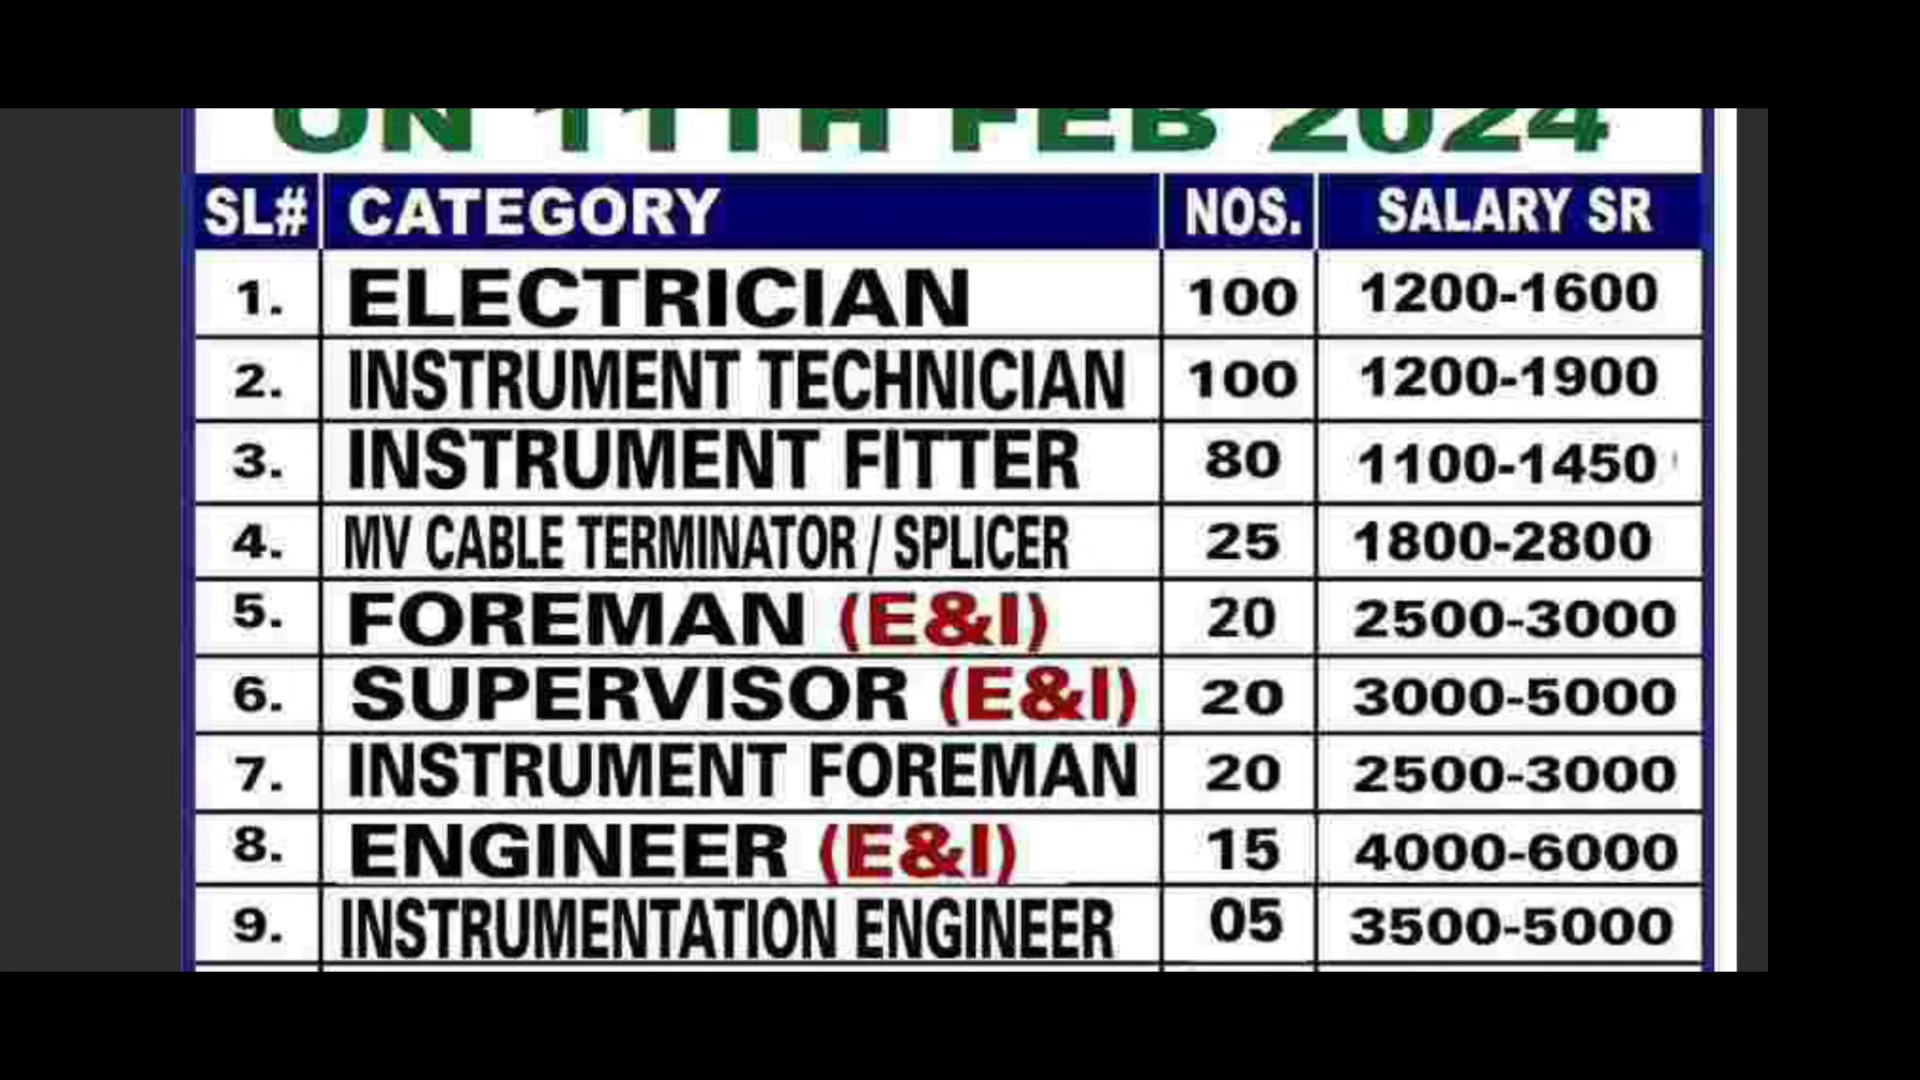 ON 11TH FEB 2024
SL# CATEGORY NOS. SALARY SR
1. ELECTRICIAN 100 1200-1600
2. INSTRUMENT TECHNICIAN 100 1200-1900
3. INSTRUMENT FITTER 80 1100-1450
4. MV CABLE TERMINATOR / SPLICER 25 1800-2800
5. FOREMAN (E&I) 20 2500-3000
6. SUPERVISOR (E&I) 20 3000-5000
7. INSTRUMENT FOREMAN 20 2500-3000
8. ENGINEER (E&I) 15 4000-6000
9. INSTRUMENTATION ENGINEER 05 3500-5000